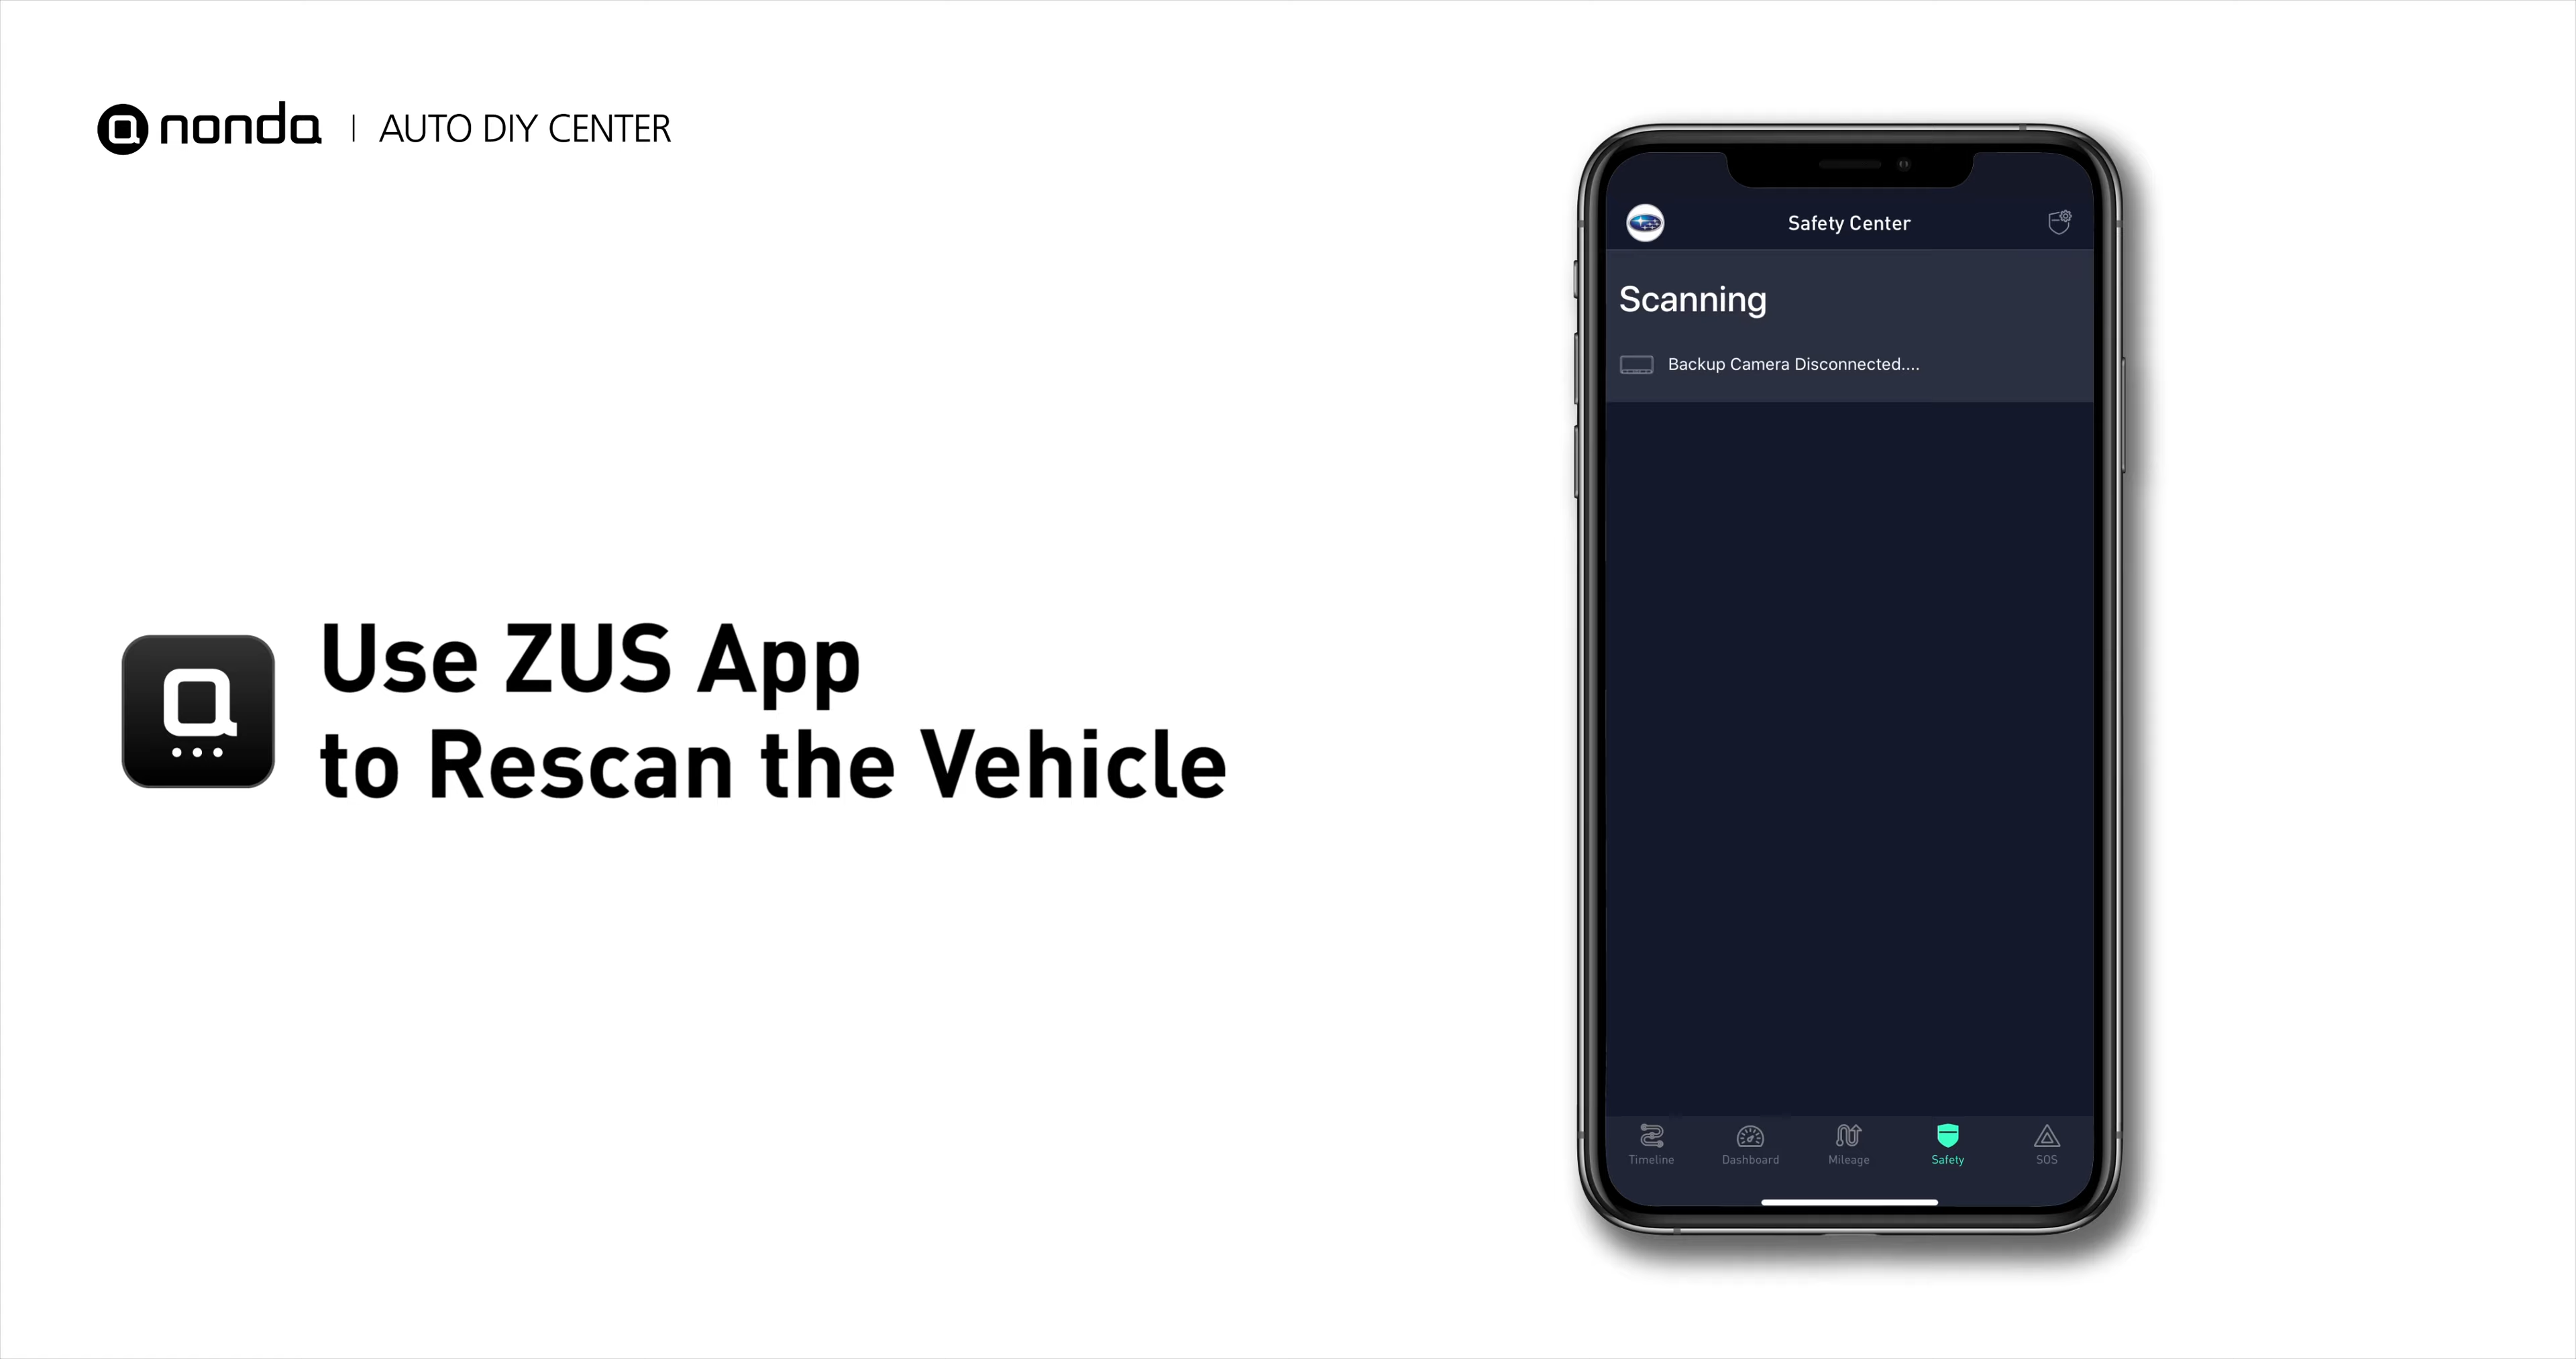 nonda | AUTO DIY CENTER
Use ZUS App
to Rescan the Vehicle
Safety Center
Scanning
Backup Camera Disconnected....
Timeline
Dashboard
Mileage
Safety
SOS